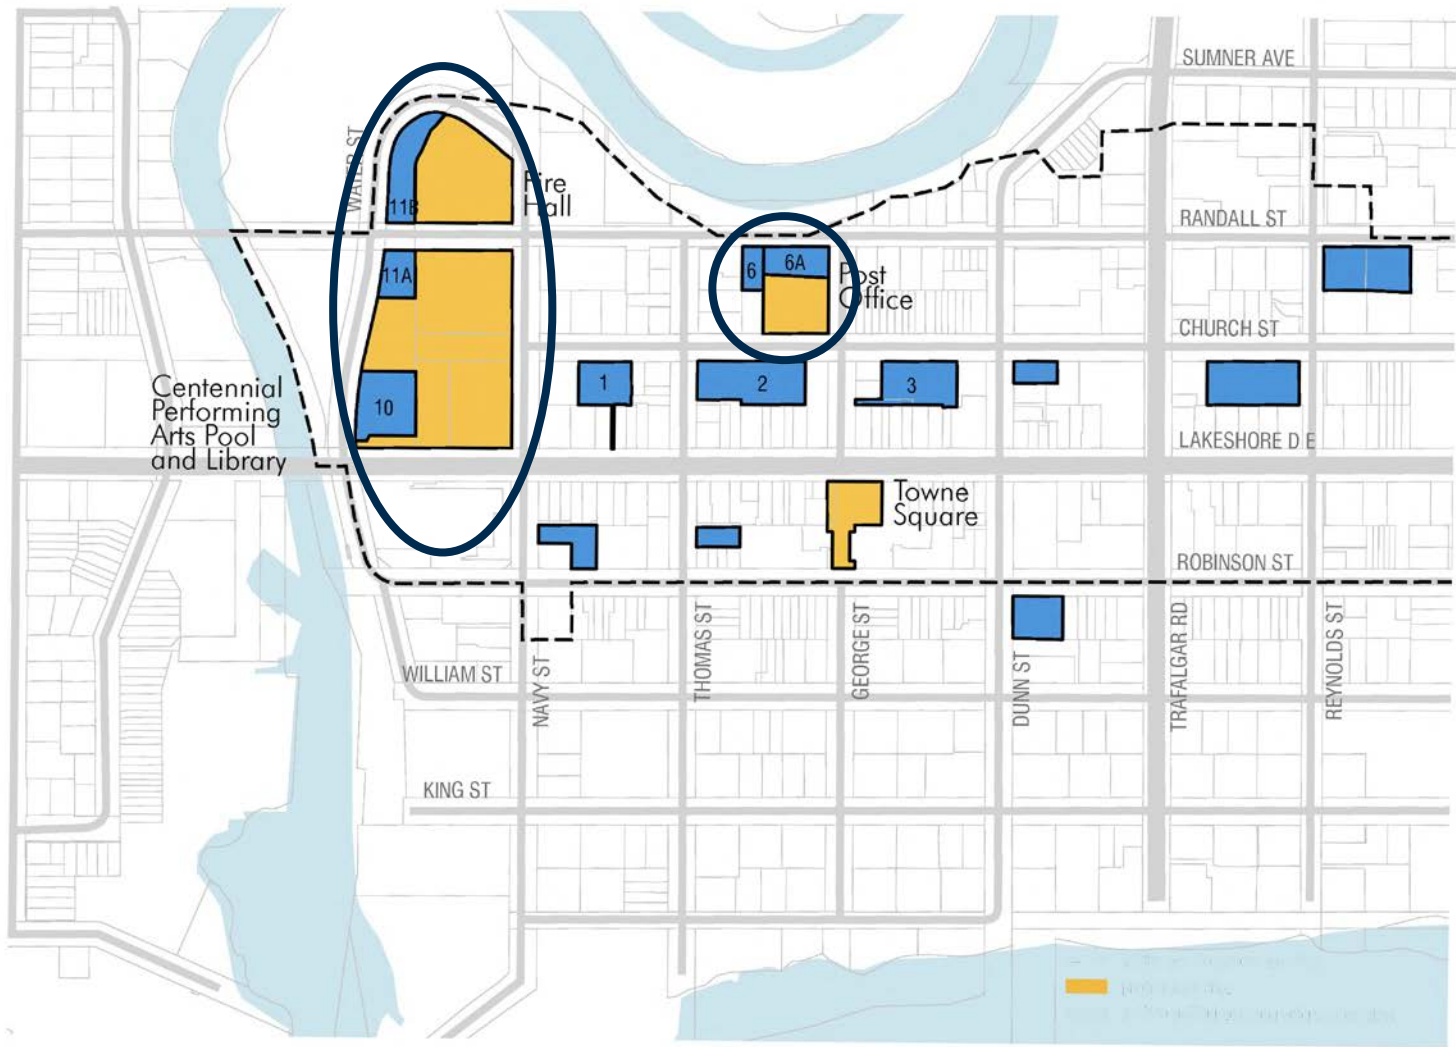 SUMNER AVE
WATER ST
Fire
Hall
11B
RANDALL ST
11A
6
6A
Post
Office
CHURCH ST
Centennial
Performing
Arts Pool
and Library
10
1
2
3
LAKESHORE D E
Towne
Square
ROBINSON ST
WILLIAM ST
NAVY ST
THOMAS ST
GEORGE ST
DUNN ST
TRAFALGAR RD
REYNOLDS ST
KING ST